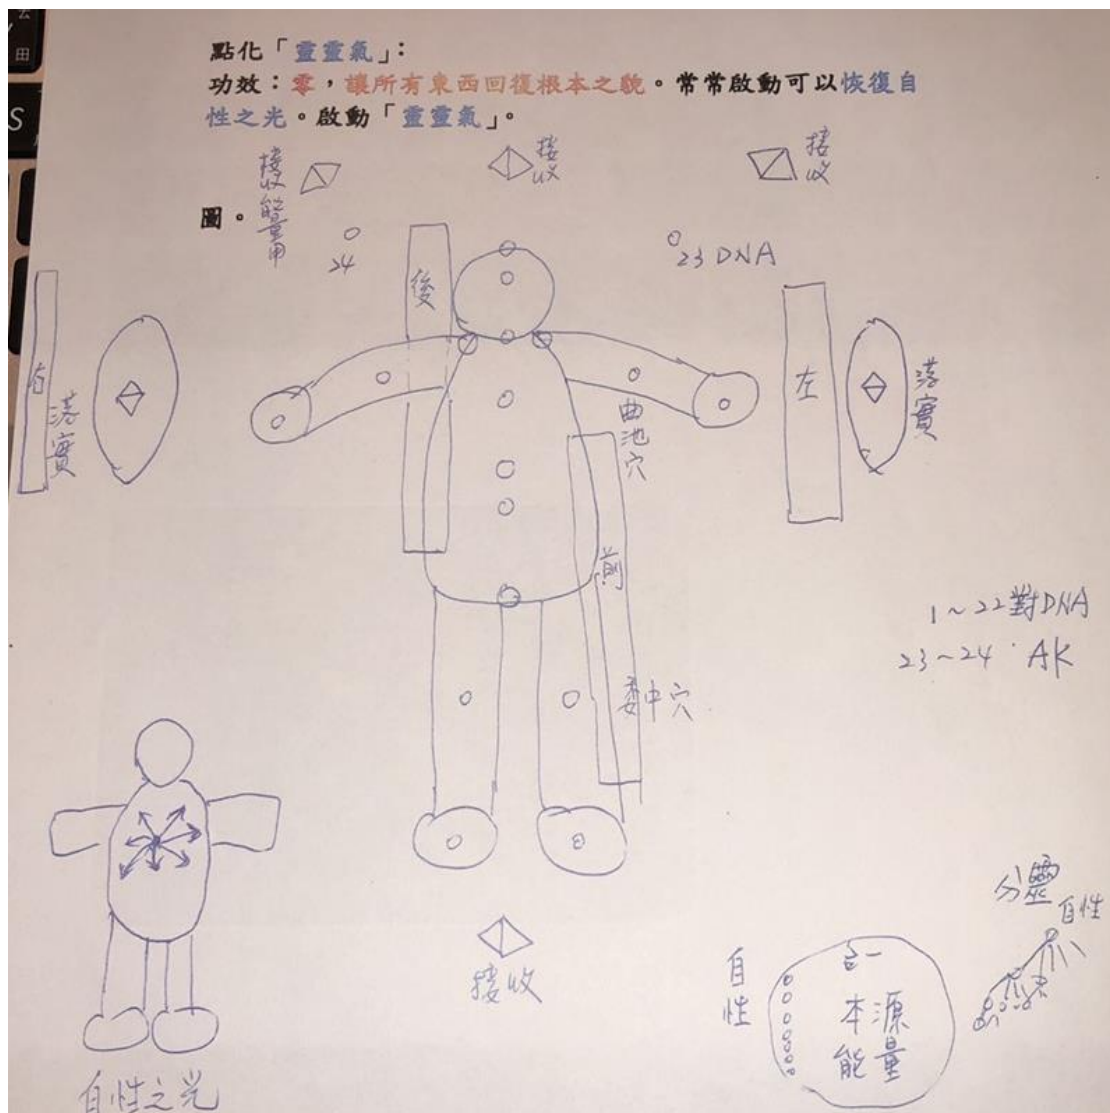 點化「靈靈氣」：
功效：零，讓所有東西回復根本之貌。常常啟動可以恢復自
性之光。啟動「靈靈氣」。
接收能量用
接收
接收
圖。
24
23 DNA
後
右
落實
左
落實
曲池穴
前
1～22對DNA
23～24 AK
委中穴
接收
自性之光
分靈
自性
自性
合一
本源
能量